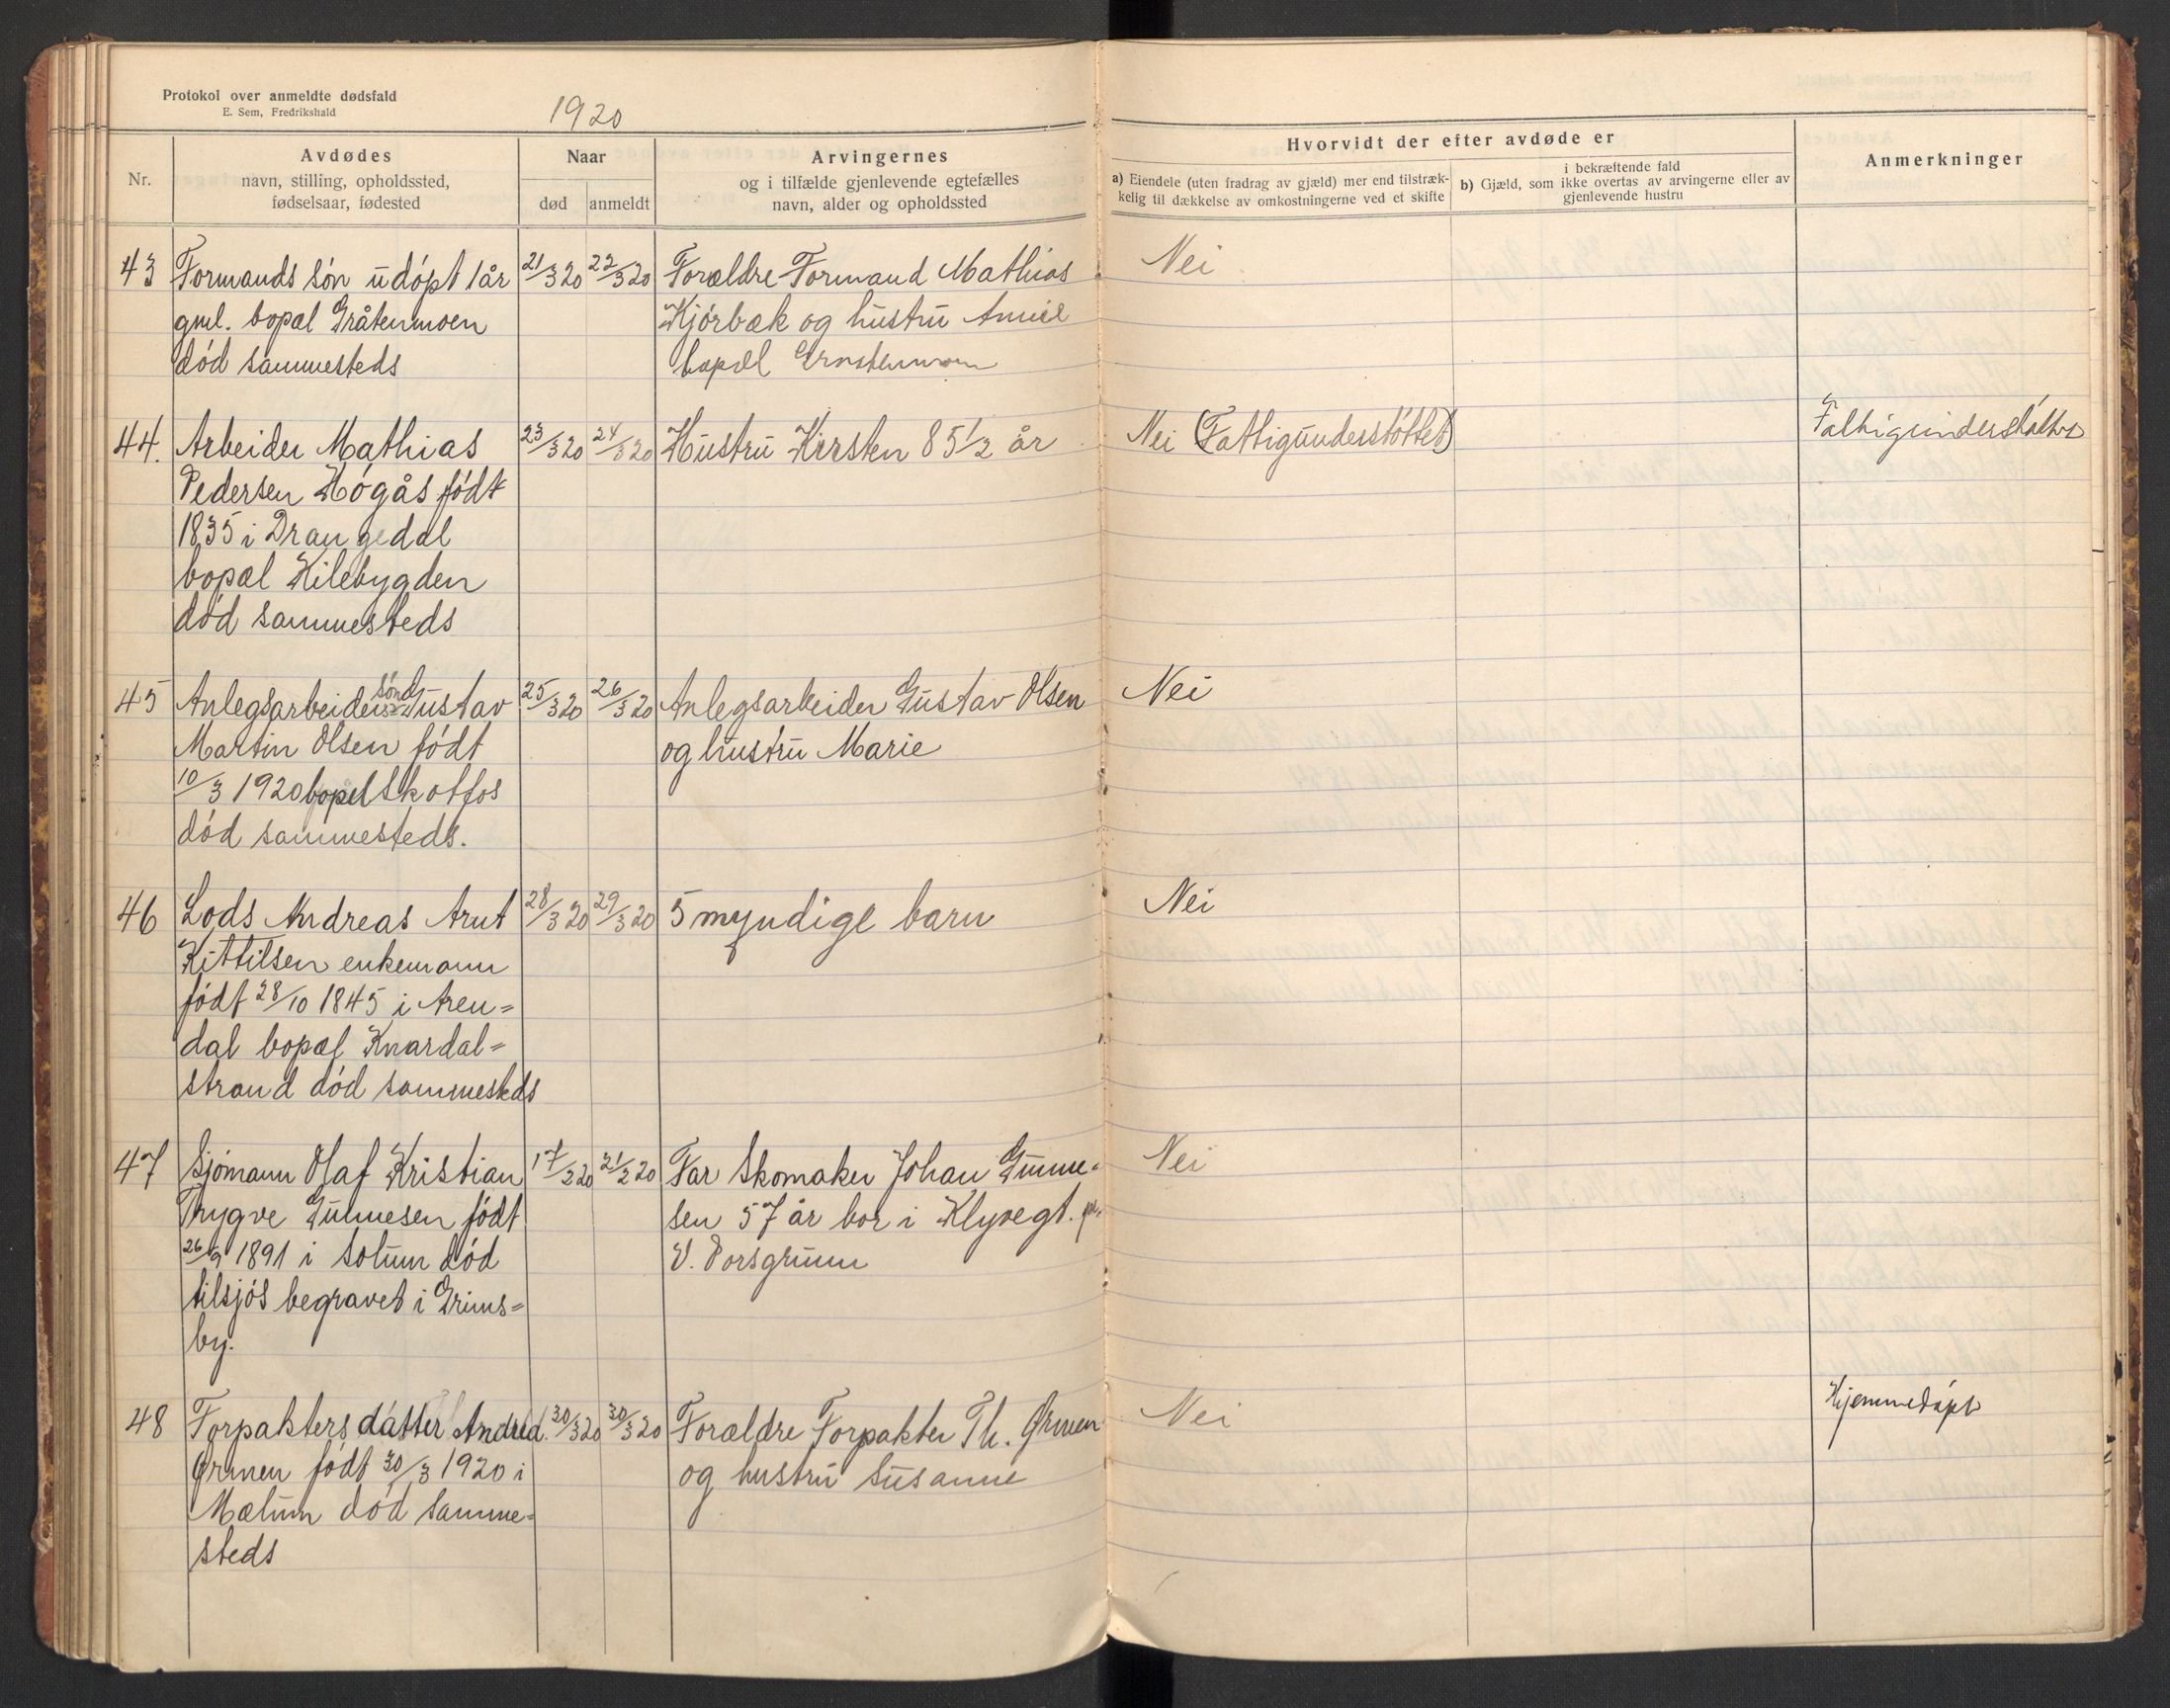 Protokol over anmeldte dødsfald
E. Sem, Fredrikshald
1920
Nr.
Avdødes
navn, stilling, opholdssted,
fødselsaar, fødested
Naar
død
anmeldt
Arvingernes
og i tilfælde gjenlevende egtefælles
navn, alder og opholdssted
Hvorvidt der efter avdøde er
a) Eiendele (uten fradrag av gjæld) mer end tilstræk-
kelig til dækkelse av omkostningerne ved et skifte
i bekræftende fald
b) Gjæld, som ikke overtas av arvingerne eller av
gjenlevende hustru
Anmerkninger
43 Formands søn udøpt 1 år 21/3 20 22/3 20 Forældre Formand Mathias Nei
gml. bopæl Gråtenmoen Kjørbæk og hustru
død sammesteds bopæl
44. Arbeider Mathias 23/3 20 24/3 20 Hustru Kirsten 85 1/2 år Nei (Fattigunderstøttet) Fattigunderstøttet
Pedersen Høgås født
1835 i Drangedal
bopæl Kilebygden
død sammesteds
45 Anlegsarbeiders søn Gustav 25/3 20 26/3 20 Anlegsarbeider Gustav Olsen Nei
Martin Olsen født og hustru Marie
10/3 1920 bopæl Skotfos
død sammesteds.
46 Lods Andreas Arnt 28/3 20 29/3 20 5 myndige barn Nei
Kittilsen enkemann
født 28/10 1845 i Aren=
dal bopæl Knardal=
strand død sammesteds
47 Sjømann Olaf Kristian 17/2 20 21/2 20 Far Skomaker Johan Gunne- Nei
Trygve Gunnesen født sen 57 år bor i Klyvegt. pr.
26/9 1891 i Solum død V. Porsgrunn
tilsjøs begravet i Grims=
by.
48 Forpakters datter 30/3 20 30/3 20 Forældre Forpakter Th. Ørmen Nei Hjemmedøpt
Ørmen født 30/3 1920 i og hustru Susanne
Mælum død samme=
steds